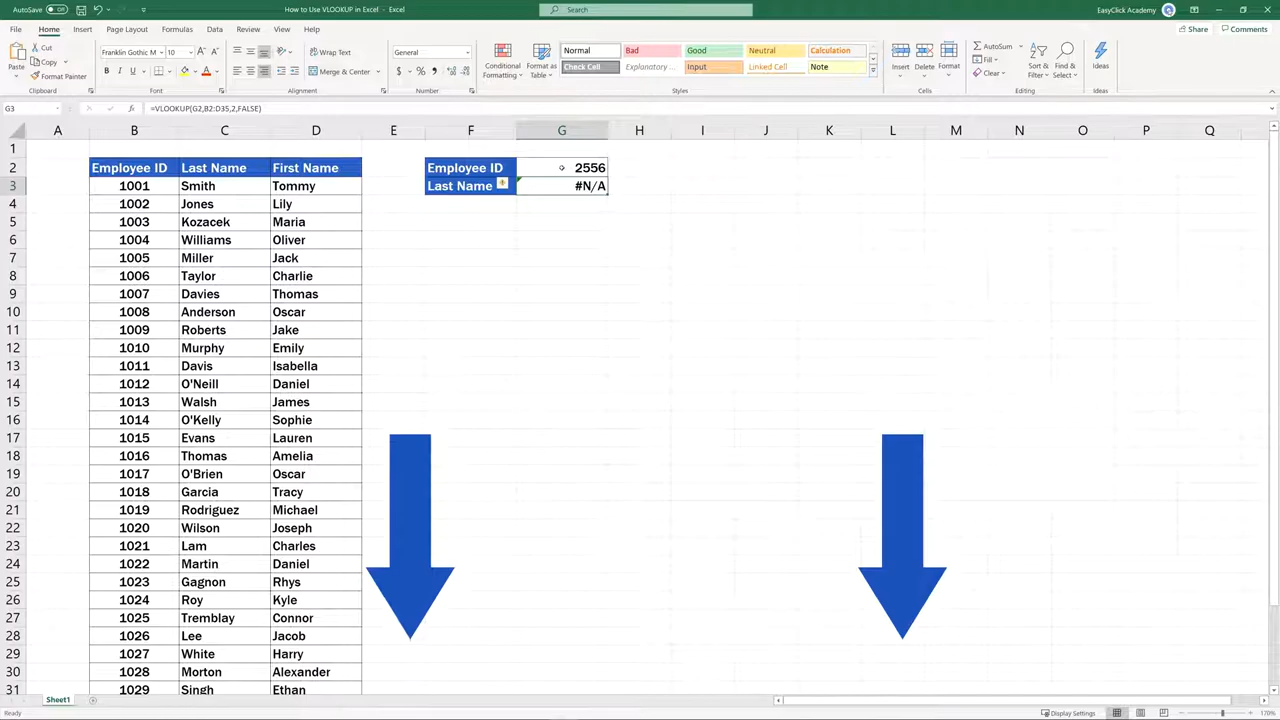 AutoSave Off How to Use VLOOKUP in Excel - Excel Search EasyClick Academy
File Home Insert Page Layout Formulas Data Review View Help Share Comments
Paste Cut Copy Format Painter
Clipboard
Franklin Gothic M 10
B
Font
Wrap Text
Merge & Center
Alignment
General
$ %
Number
Conditional Formatting
Format as Table
Normal Bad Good Neutral Calculation
Check Cell Explanatory ... Input Linked Cell Note
Styles
Insert Delete Format
Cells
AutoSum
Fill
Clear
Sort & Filter
Find & Select
Editing
Ideas
Ideas
G3 fx =VLOOKUP(G2,B2:D35,2,FALSE)
A B C D E F G H I J K L M N O P Q
1
2 Employee ID Last Name First Name Employee ID 2556
3 1001 Smith Tommy Last Name #N/A
4 1002 Jones Lily
5 1003 Kozacek Maria
6 1004 Williams Oliver
7 1005 Miller Jack
8 1006 Taylor Charlie
9 1007 Davies Thomas
10 1008 Anderson Oscar
11 1009 Roberts Jake
12 1010 Murphy Emily
13 1011 Davis Isabella
14 1012 O'Neill Daniel
15 1013 Walsh James
16 1014 O'Kelly Sophie
17 1015 Evans Lauren
18 1016 Thomas Amelia
19 1017 O'Brien Oscar
20 1018 Garcia Tracy
21 1019 Rodriguez Michael
22 1020 Wilson Joseph
23 1021 Lam Charles
24 1022 Martin Daniel
25 1023 Gagnon Rhys
26 1024 Roy Kyle
27 1025 Tremblay Connor
28 1026 Lee Jacob
29 1027 White Harry
30 1028 Morton Alexander
31 1029 Singh Ethan
Sheet1
Ready Display Settings 170%